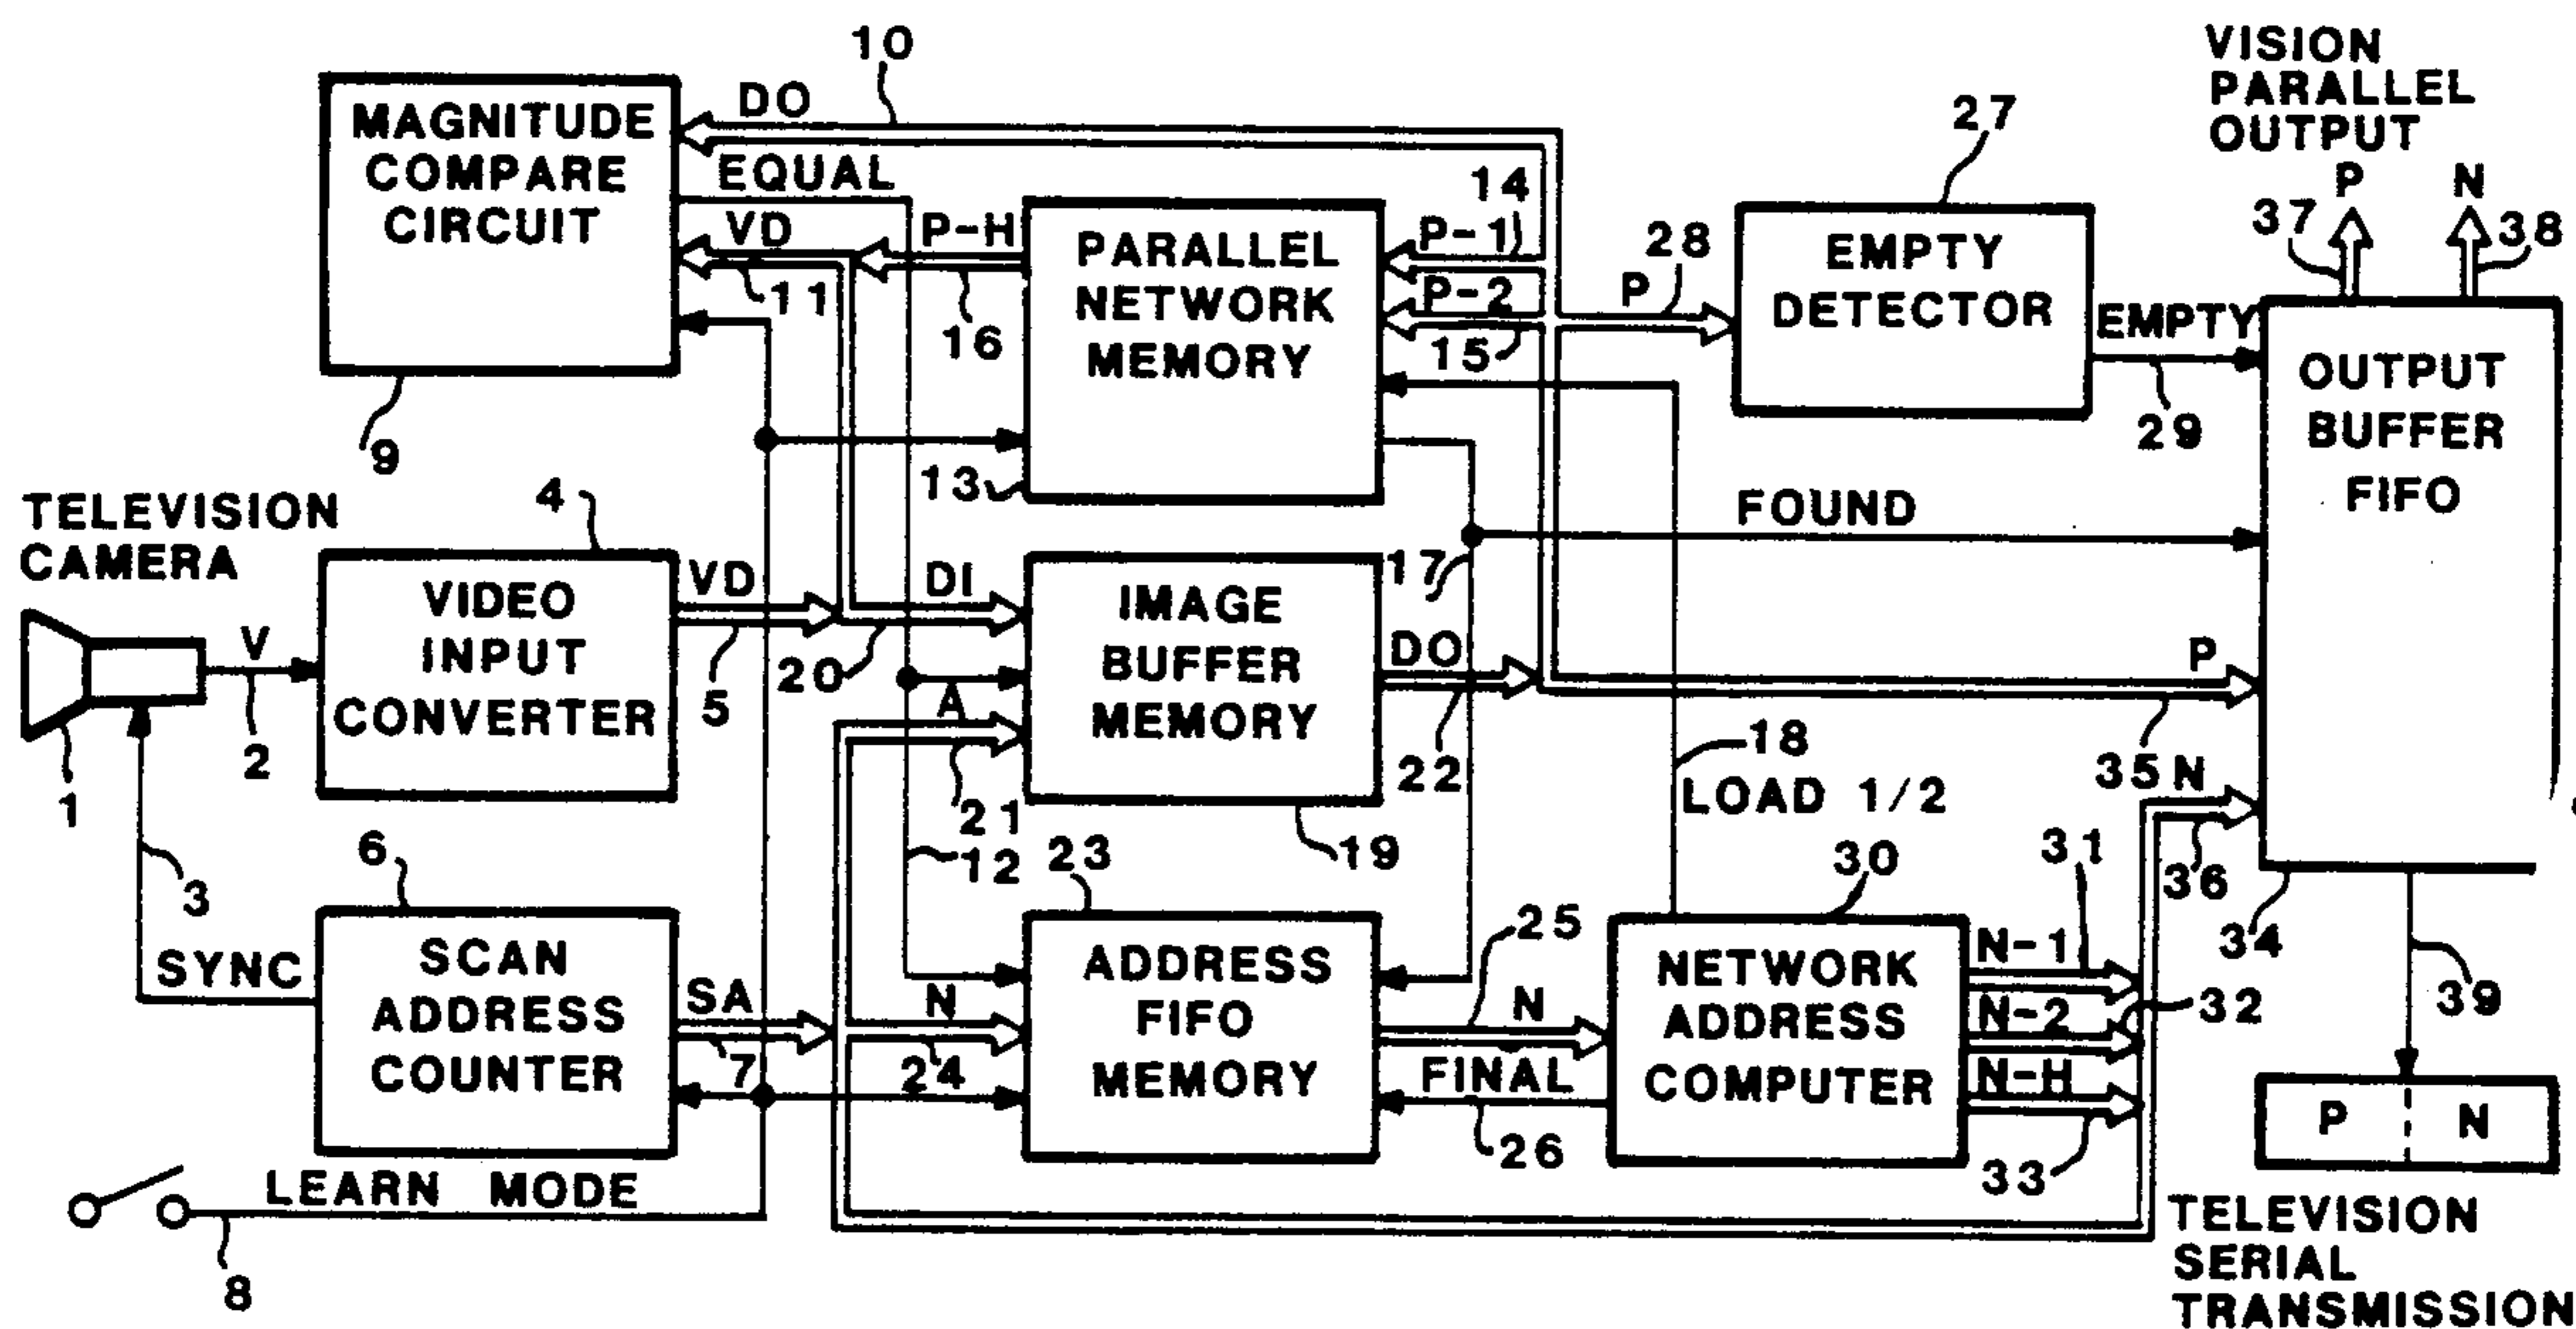 VISION
PARALLEL
OUTPUT
P
N
37
38
10
DO
MAGNITUDE
COMPARE
CIRCUIT
EQUAL
VD
11
9
P-H
16
PARALLEL
NETWORK
MEMORY
13
14
P-1
P-2
15
P
28
27
EMPTY
DETECTOR
EMPTY
29
OUTPUT
BUFFER
FIFO
FOUND
17
TELEVISION
CAMERA
1
V
2
3
4
VIDEO
INPUT
CONVERTER
VD
5
DI
20
A
21
12
IMAGE
BUFFER
MEMORY
19
DO
22
18
LOAD 1/2
P
35
N
36
34
39
6
SCAN
ADDRESS
COUNTER
SYNC
SA
7
N
24
23
ADDRESS
FIFO
MEMORY
25
N
FINAL
26
30
NETWORK
ADDRESS
COMPUTER
31
N-1
N-2
32
N-H
33
P
N
LEARN MODE
8
TELEVISION
SERIAL
TRANSMISSION